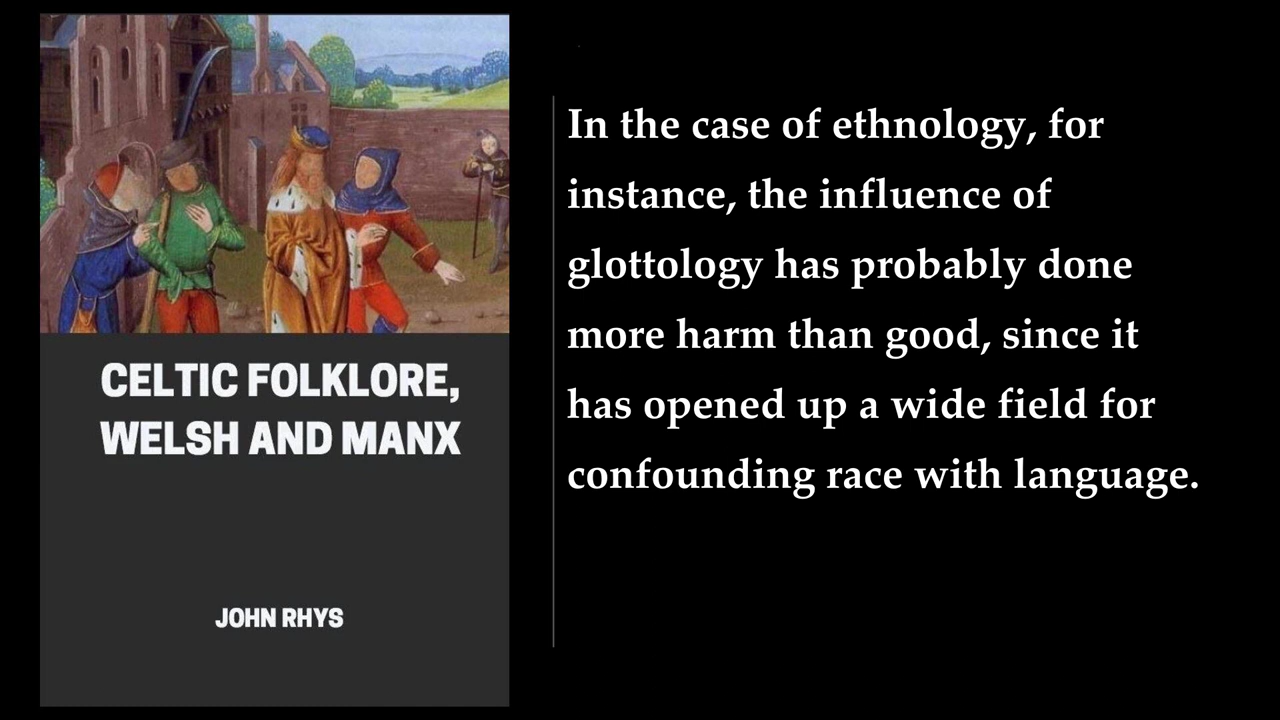 CELTIC FOLKLORE,
WELSH AND MANX
JOHN RHYS
In the case of ethnology, for
instance, the influence of
glottology has probably done
more harm than good, since it
has opened up a wide field for
confounding race with language.